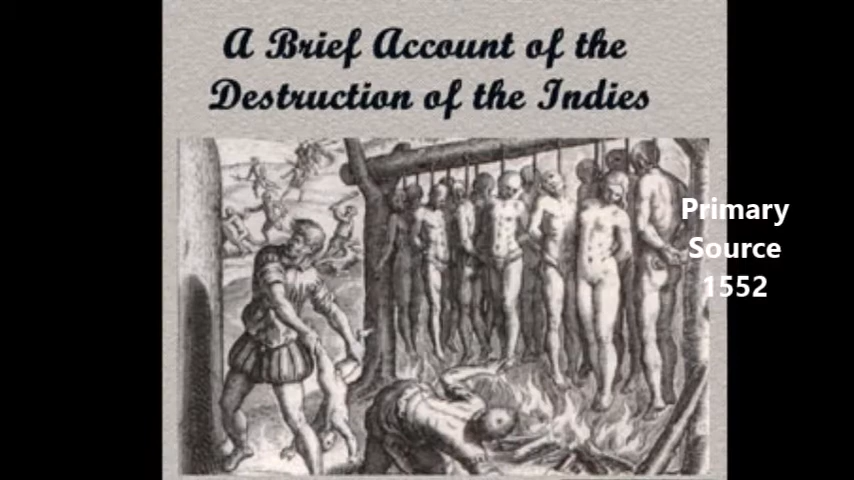 A Brief Account of the
Destruction of the Indies
Primary
Source
1552